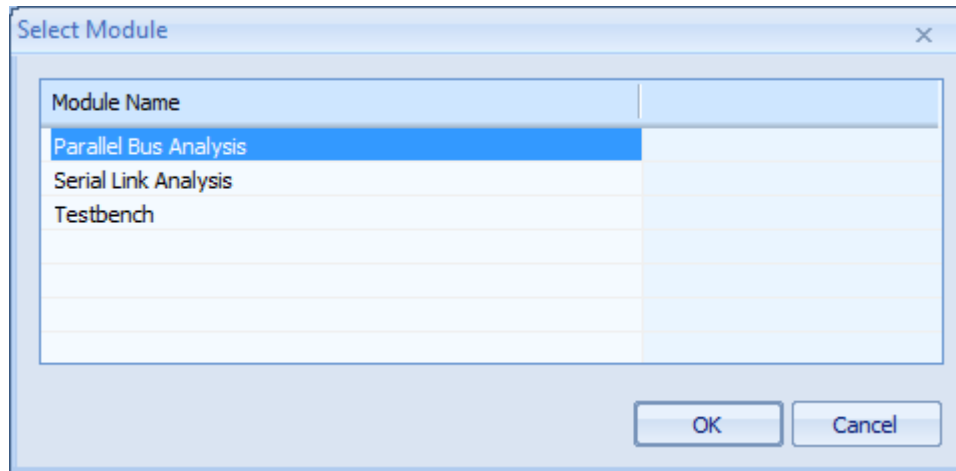 Select Module
Module Name
Parallel Bus Analysis
Serial Link Analysis
Testbench
OK Cancel